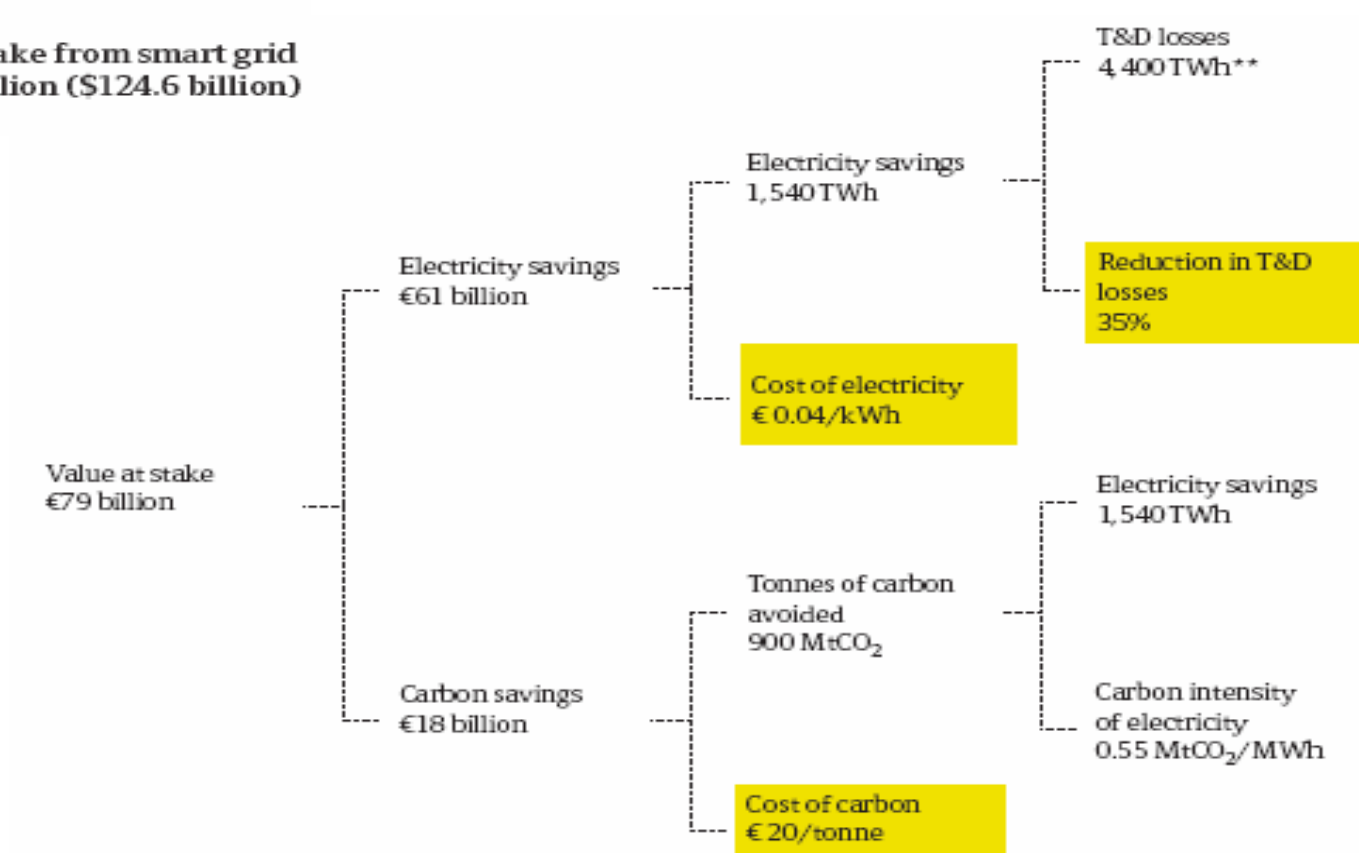 ake from smart grid
lion ($124.6 billion)
T&D losses
4,400 TWh**
Electricity savings
1,540 TWh
Reduction in T&D
losses
35%
Electricity savings
€61 billion
Cost of electricity
€ 0.04/kWh
Value at stake
€79 billion
Electricity savings
1,540 TWh
Tonnes of carbon
avoided
900 MtCO₂
Carbon savings
€18 billion
Carbon intensity
of electricity
0.55 MtCO₂/MWh
Cost of carbon
€ 20/tonne